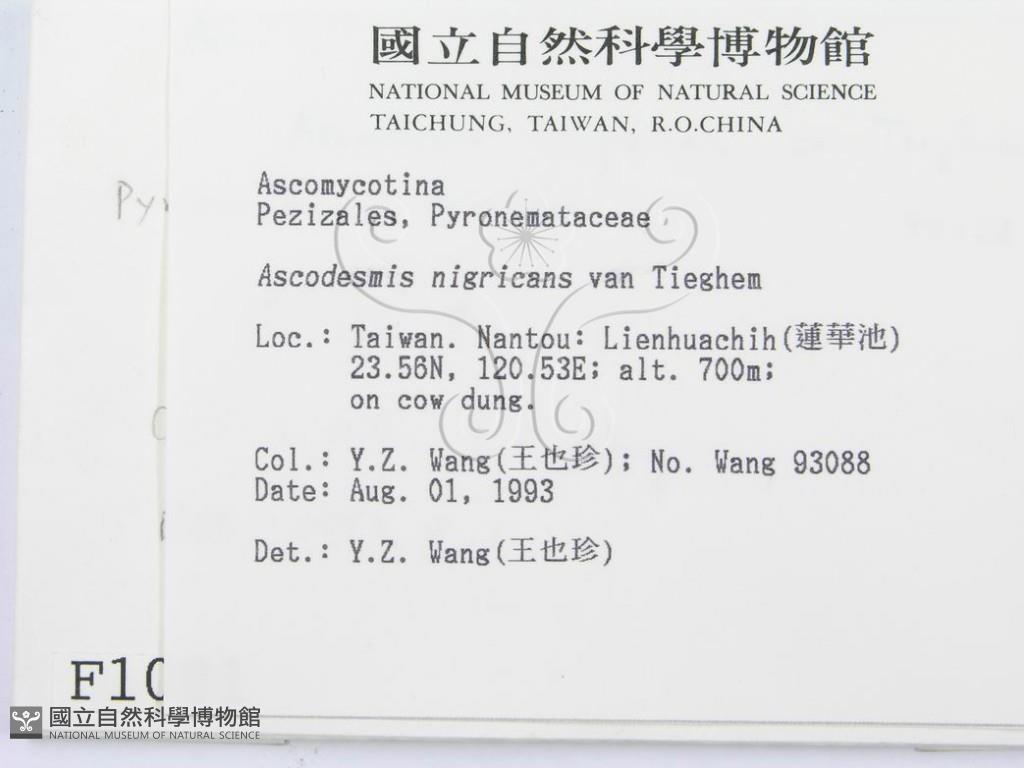 國立自然科學博物館
NATIONAL MUSEUM OF NATURAL SCIENCE
TAICHUNG, TAIWAN, R.O.CHINA
Ascomycotina
Pezizales, Pyronemataceae
Ascodesmis nigricans van Tieghem
Loc.: Taiwan. Nantou: Lienhuachih(蓮華池)
23.56N, 120.53E; alt. 700m;
on cow dung.
Col.: Y.Z. Wang(王也珍); No. Wang 93088
Date: Aug. 01, 1993
Det.: Y.Z. Wang(王也珍)
Py
F10
國立自然科學博物館
NATIONAL MUSEUM OF NATURAL SCIENCE